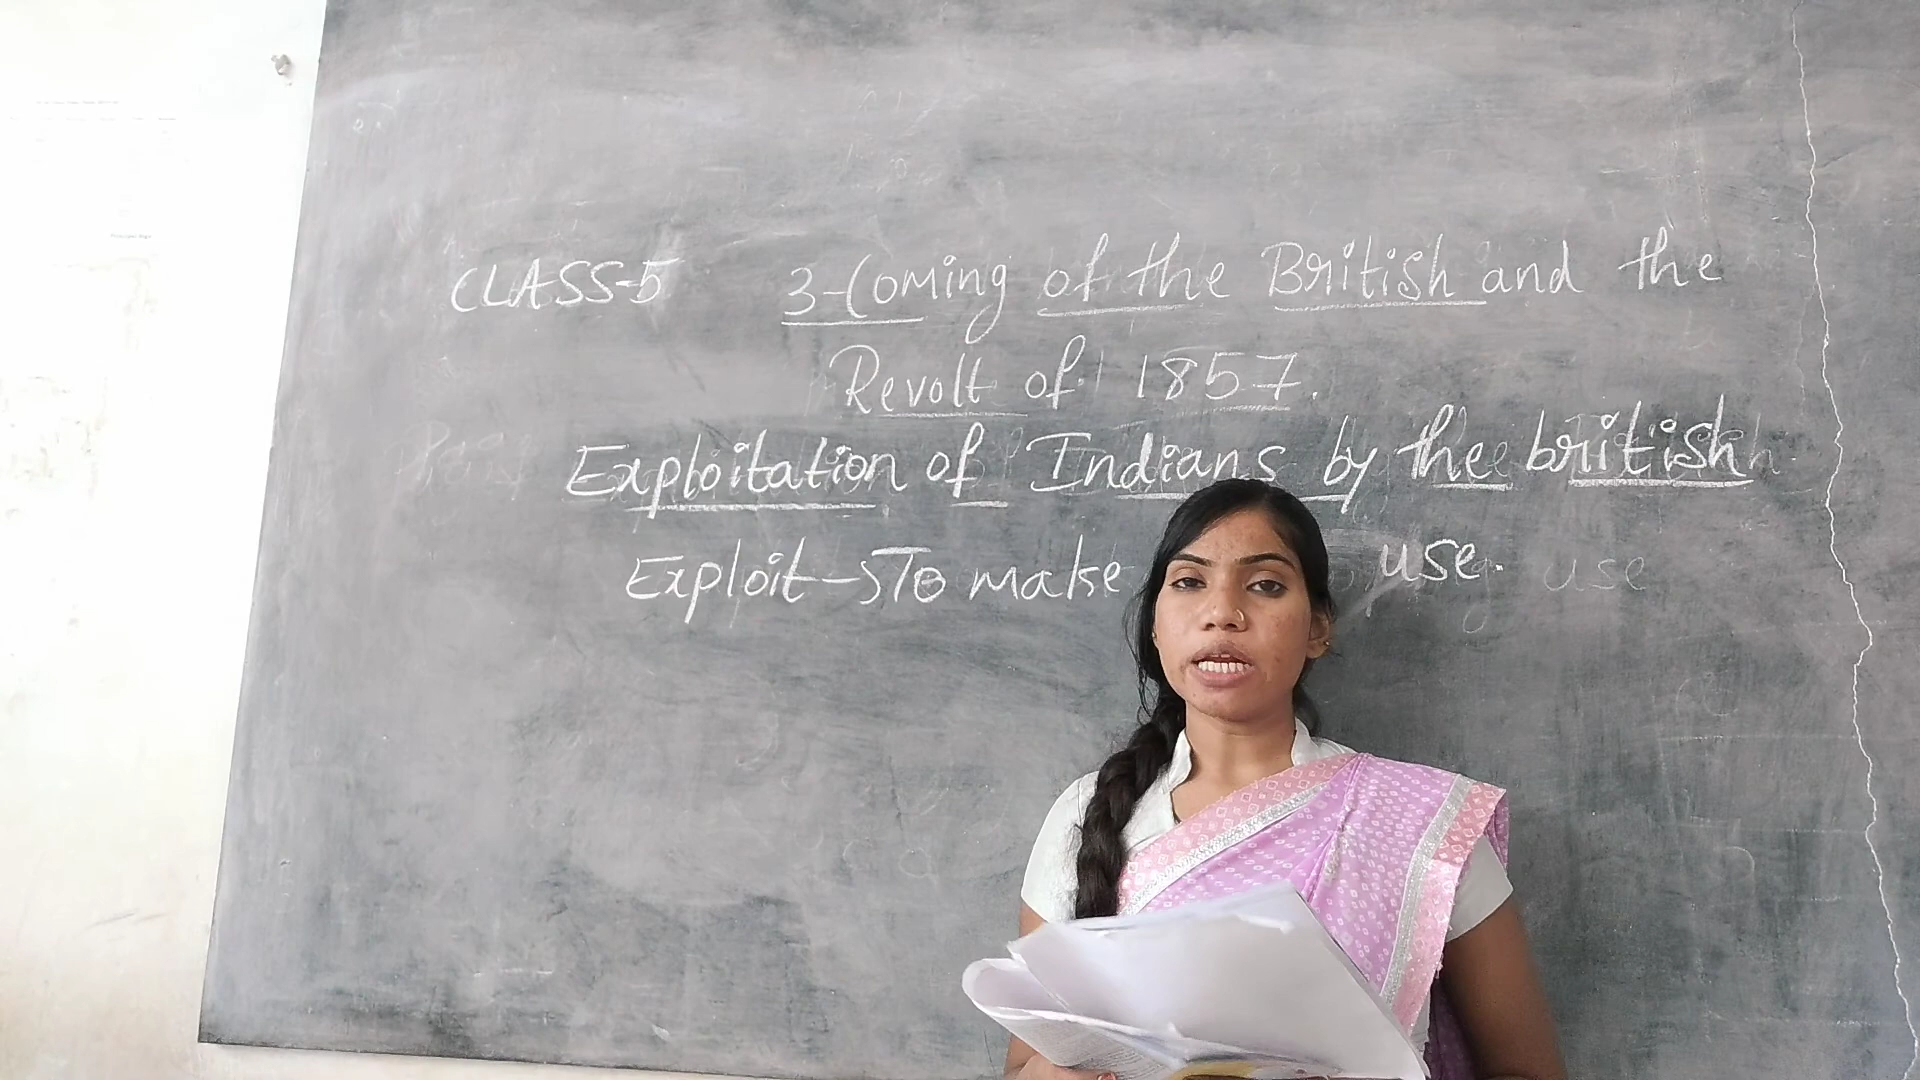 CLASS-5 3-Coming of the British and the
Revolt of 1857.
Exploitation of Indians by the british
Exploit→To make use.